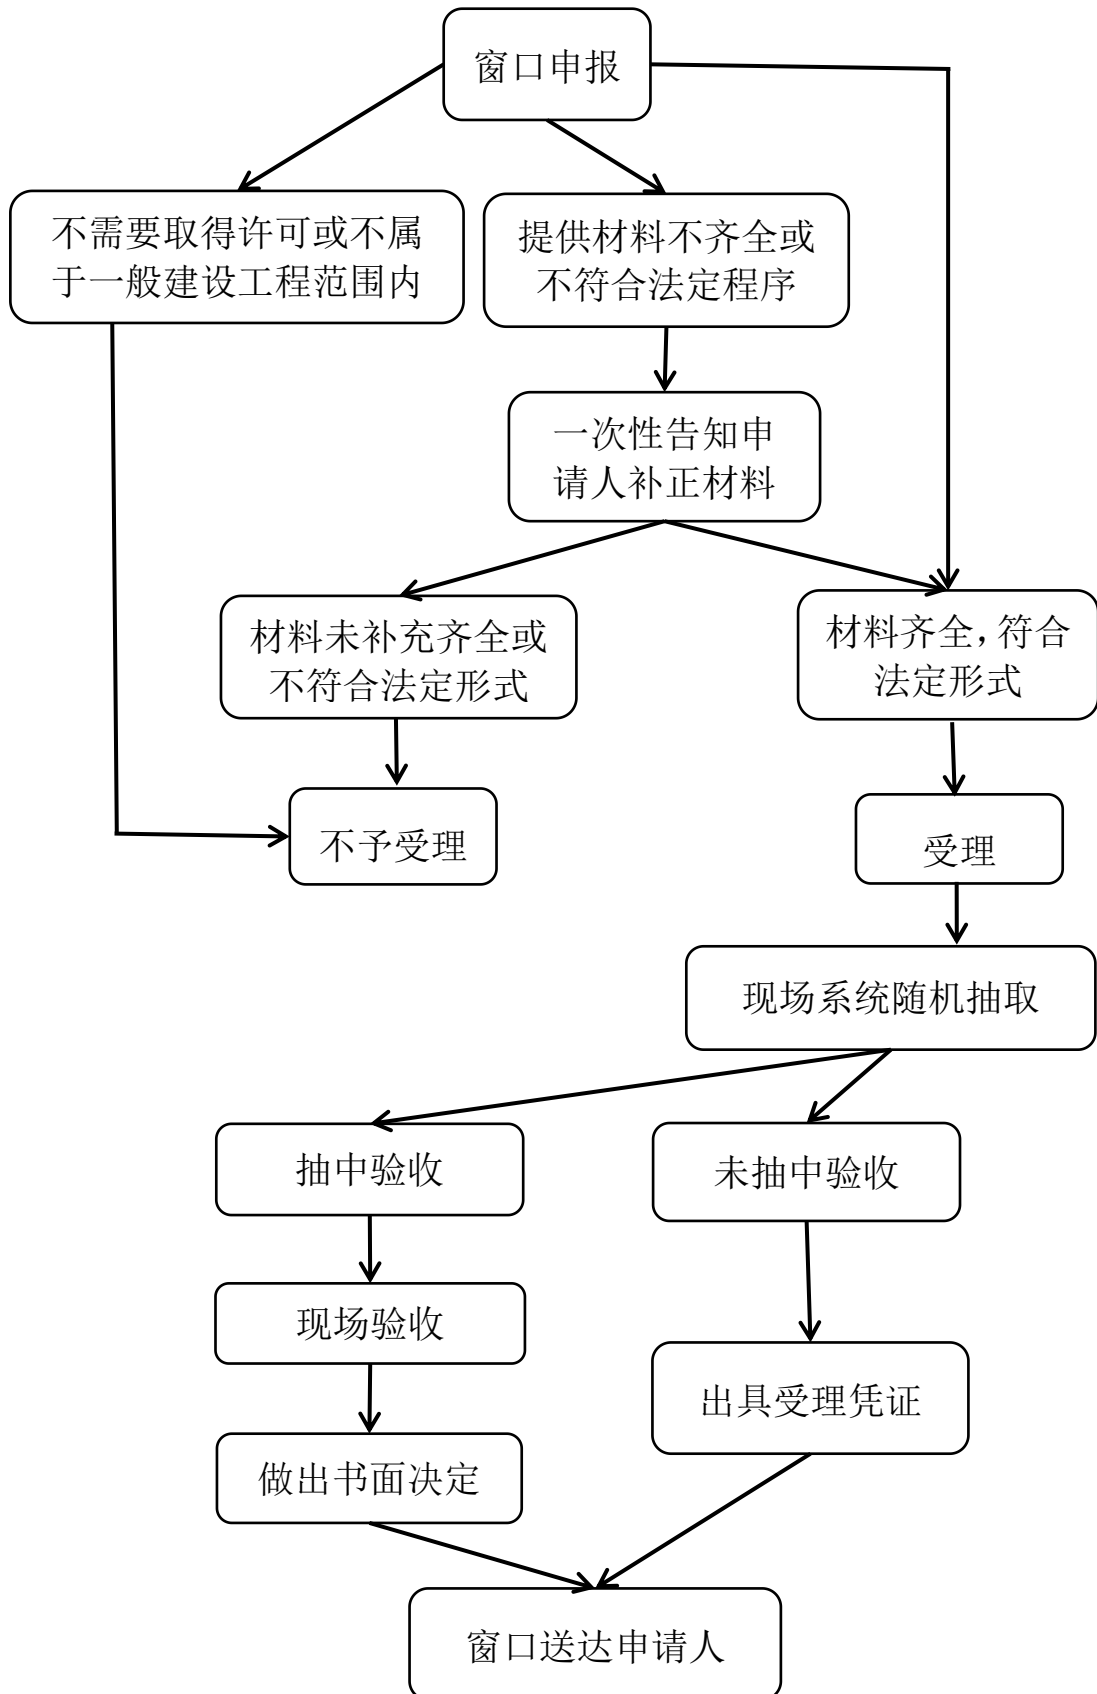 窗口申报
不需要取得许可或不属
于一般建设工程范围内
提供材料不齐全或
不符合法定程序
一次性告知申
请人补正材料
材料未补充齐全或
不符合法定形式
材料齐全，符合
法定形式
不予受理
受理
现场系统随机抽取
抽中验收
未抽中验收
现场验收
出具受理凭证
做出书面决定
窗口送达申请人